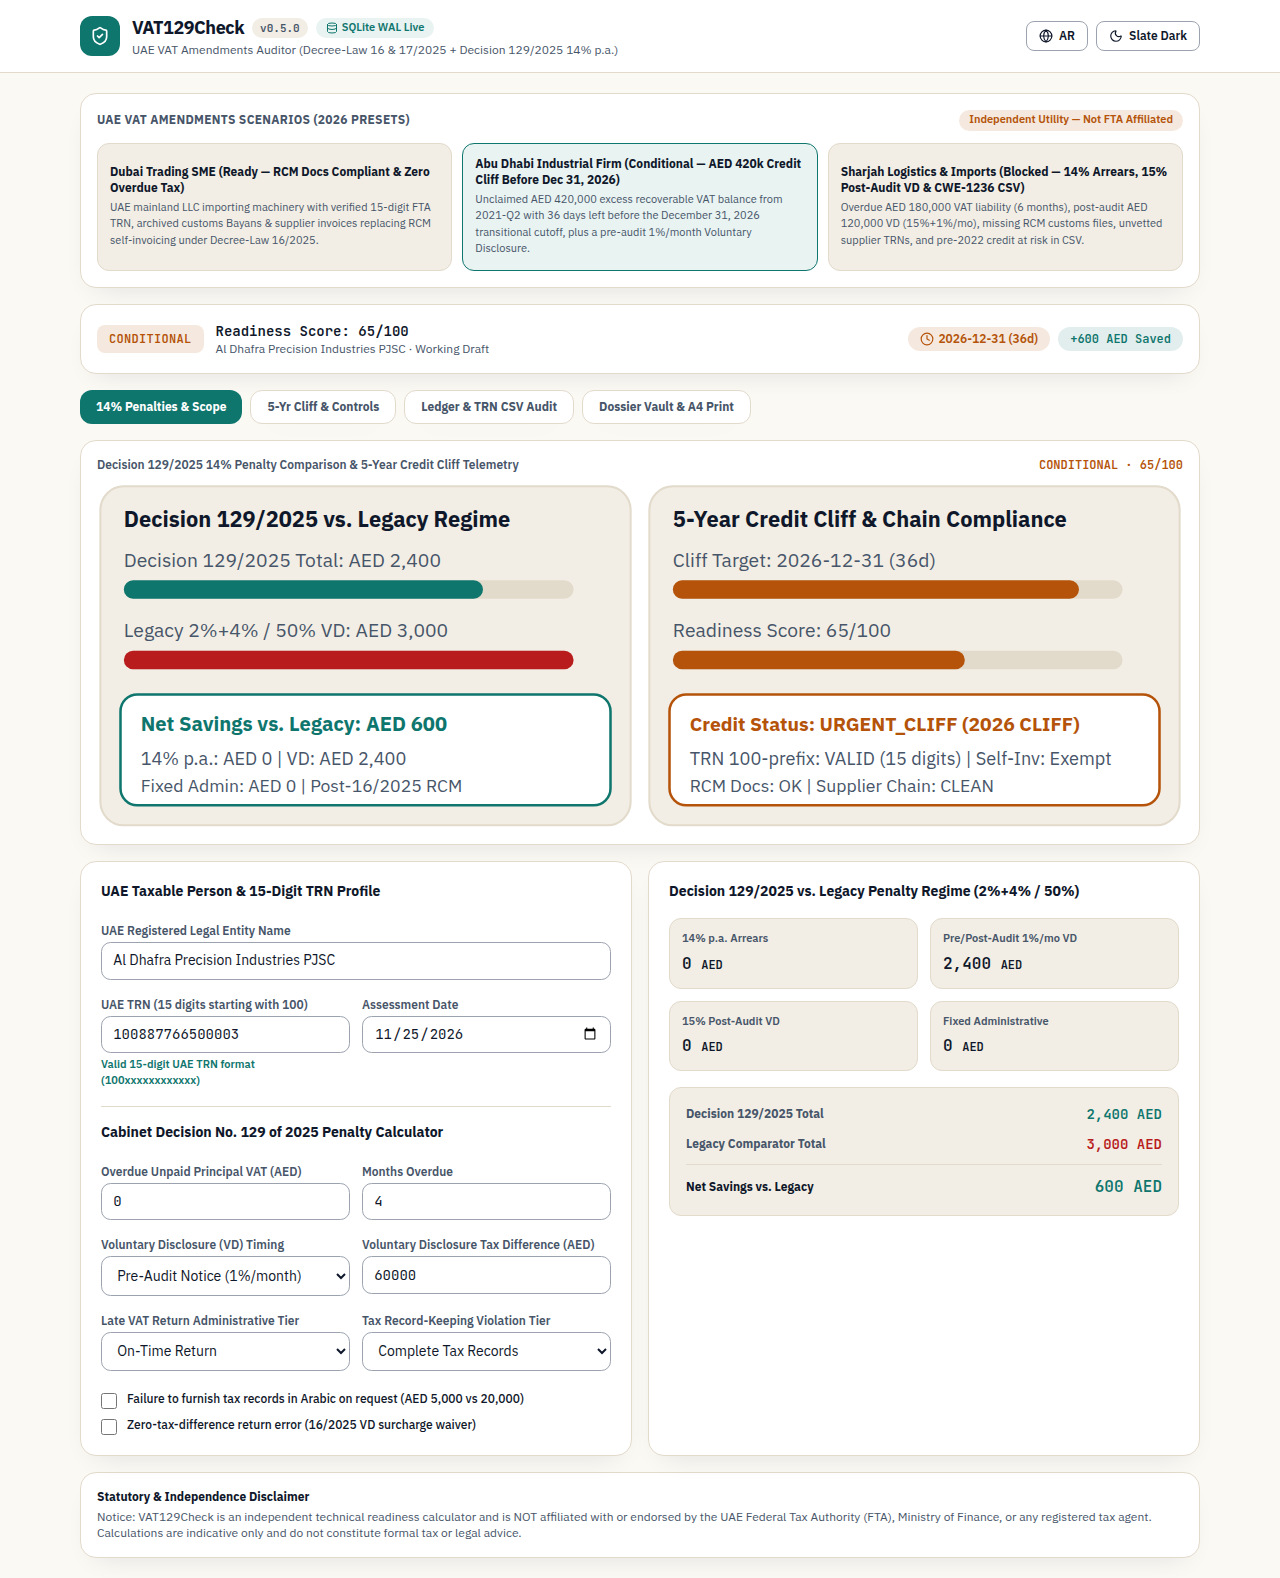 VAT129Check v0.5.0 SQLite WAL Live
UAE VAT Amendments Auditor (Decree-Law 16 & 17/2025 + Decision 129/2025 14% p.a.)
AR
Slate Dark
UAE VAT AMENDMENTS SCENARIOS (2026 PRESETS)
Independent Utility — Not FTA Affiliated
Dubai Trading SME (Ready — RCM Docs Compliant & Zero
Overdue Tax)
UAE mainland LLC importing machinery with verified 15-digit FTA
TRN, archived customs Bayans & supplier invoices replacing RCM
self-invoicing under Decree-Law 16/2025.
Abu Dhabi Industrial Firm (Conditional — AED 420k Credit
Cliff Before Dec 31, 2026)
Unclaimed AED 420,000 excess recoverable VAT balance from
2021-Q2 with 36 days left before the December 31, 2026
transitional cutoff, plus a pre-audit 1%/month Voluntary
Disclosure.
Sharjah Logistics & Imports (Blocked — 14% Arrears, 15%
Post-Audit VD & CWE-1236 CSV)
Overdue AED 180,000 VAT liability (6 months), post-audit AED
120,000 VD (15%+1%/mo), missing RCM customs files, unvetted
supplier TRNs, and pre-2022 credit at risk in CSV.
CONDITIONAL
Readiness Score: 65/100
Al Dhafra Precision Industries PJSC · Working Draft
2026-12-31 (36d)
+600 AED Saved
14% Penalties & Scope
5-Yr Cliff & Controls
Ledger & TRN CSV Audit
Dossier Vault & A4 Print
Decision 129/2025 14% Penalty Comparison & 5-Year Credit Cliff Telemetry
CONDITIONAL · 65/100
Decision 129/2025 vs. Legacy Regime
Decision 129/2025 Total: AED 2,400
Legacy 2%+4% / 50% VD: AED 3,000
Net Savings vs. Legacy: AED 600
14% p.a.: AED 0 | VD: AED 2,400
Fixed Admin: AED 0 | Post-16/2025 RCM
5-Year Credit Cliff & Chain Compliance
Cliff Target: 2026-12-31 (36d)
Readiness Score: 65/100
Credit Status: URGENT_CLIFF (2026 CLIFF)
TRN 100-prefix: VALID (15 digits) | Self-Inv: Exempt
RCM Docs: OK | Supplier Chain: CLEAN
UAE Taxable Person & 15-Digit TRN Profile
UAE Registered Legal Entity Name
Al Dhafra Precision Industries PJSC
UAE TRN (15 digits starting with 100)
Assessment Date
100887766500003
11/25/2026
Valid 15-digit UAE TRN format
(100xxxxxxxxxxxx)
Cabinet Decision No. 129 of 2025 Penalty Calculator
Overdue Unpaid Principal VAT (AED)
Months Overdue
0
4
Voluntary Disclosure (VD) Timing
Voluntary Disclosure Tax Difference (AED)
Pre-Audit Notice (1%/month)
60000
Late VAT Return Administrative Tier
Tax Record-Keeping Violation Tier
On-Time Return
Complete Tax Records
Failure to furnish tax records in Arabic on request (AED 5,000 vs 20,000)
Zero-tax-difference return error (16/2025 VD surcharge waiver)
Decision 129/2025 vs. Legacy Penalty Regime (2%+4% / 50%)
14% p.a. Arrears
0 AED
Pre/Post-Audit 1%/mo VD
2,400 AED
15% Post-Audit VD
0 AED
Fixed Administrative
0 AED
Decision 129/2025 Total
2,400 AED
Legacy Comparator Total
3,000 AED
Net Savings vs. Legacy
600 AED
Statutory & Independence Disclaimer
Notice: VAT129Check is an independent technical readiness calculator and is NOT affiliated with or endorsed by the UAE Federal Tax Authority (FTA), Ministry of Finance, or any registered tax agent.
Calculations are indicative only and do not constitute formal tax or legal advice.